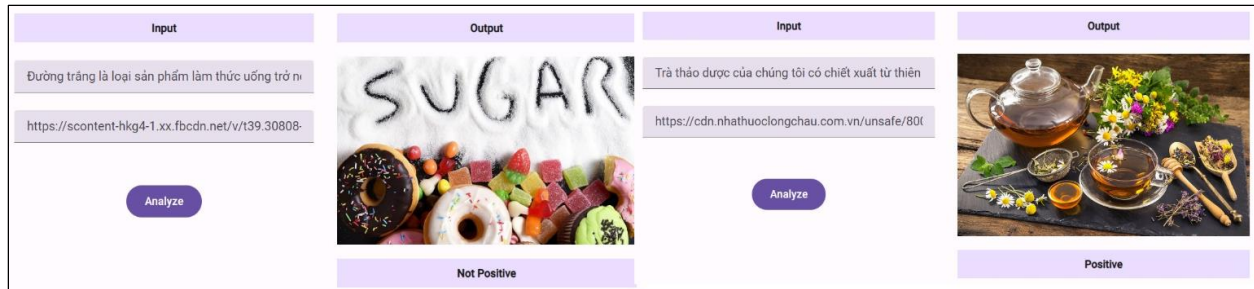 Input
Đường trắng là loại sản phẩm làm thức uống trở
https://scontent-hkg4-1.xx.fbcdn.net/v/t39.30808-
Analyze
Output
SUGAR
Not Positive
Input
Trà thảo dược của chúng tôi có chiết xuất từ thiên
https://cdn.nhathuoclongchau.com.vn/unsafe/800
Analyze
Output
Positive